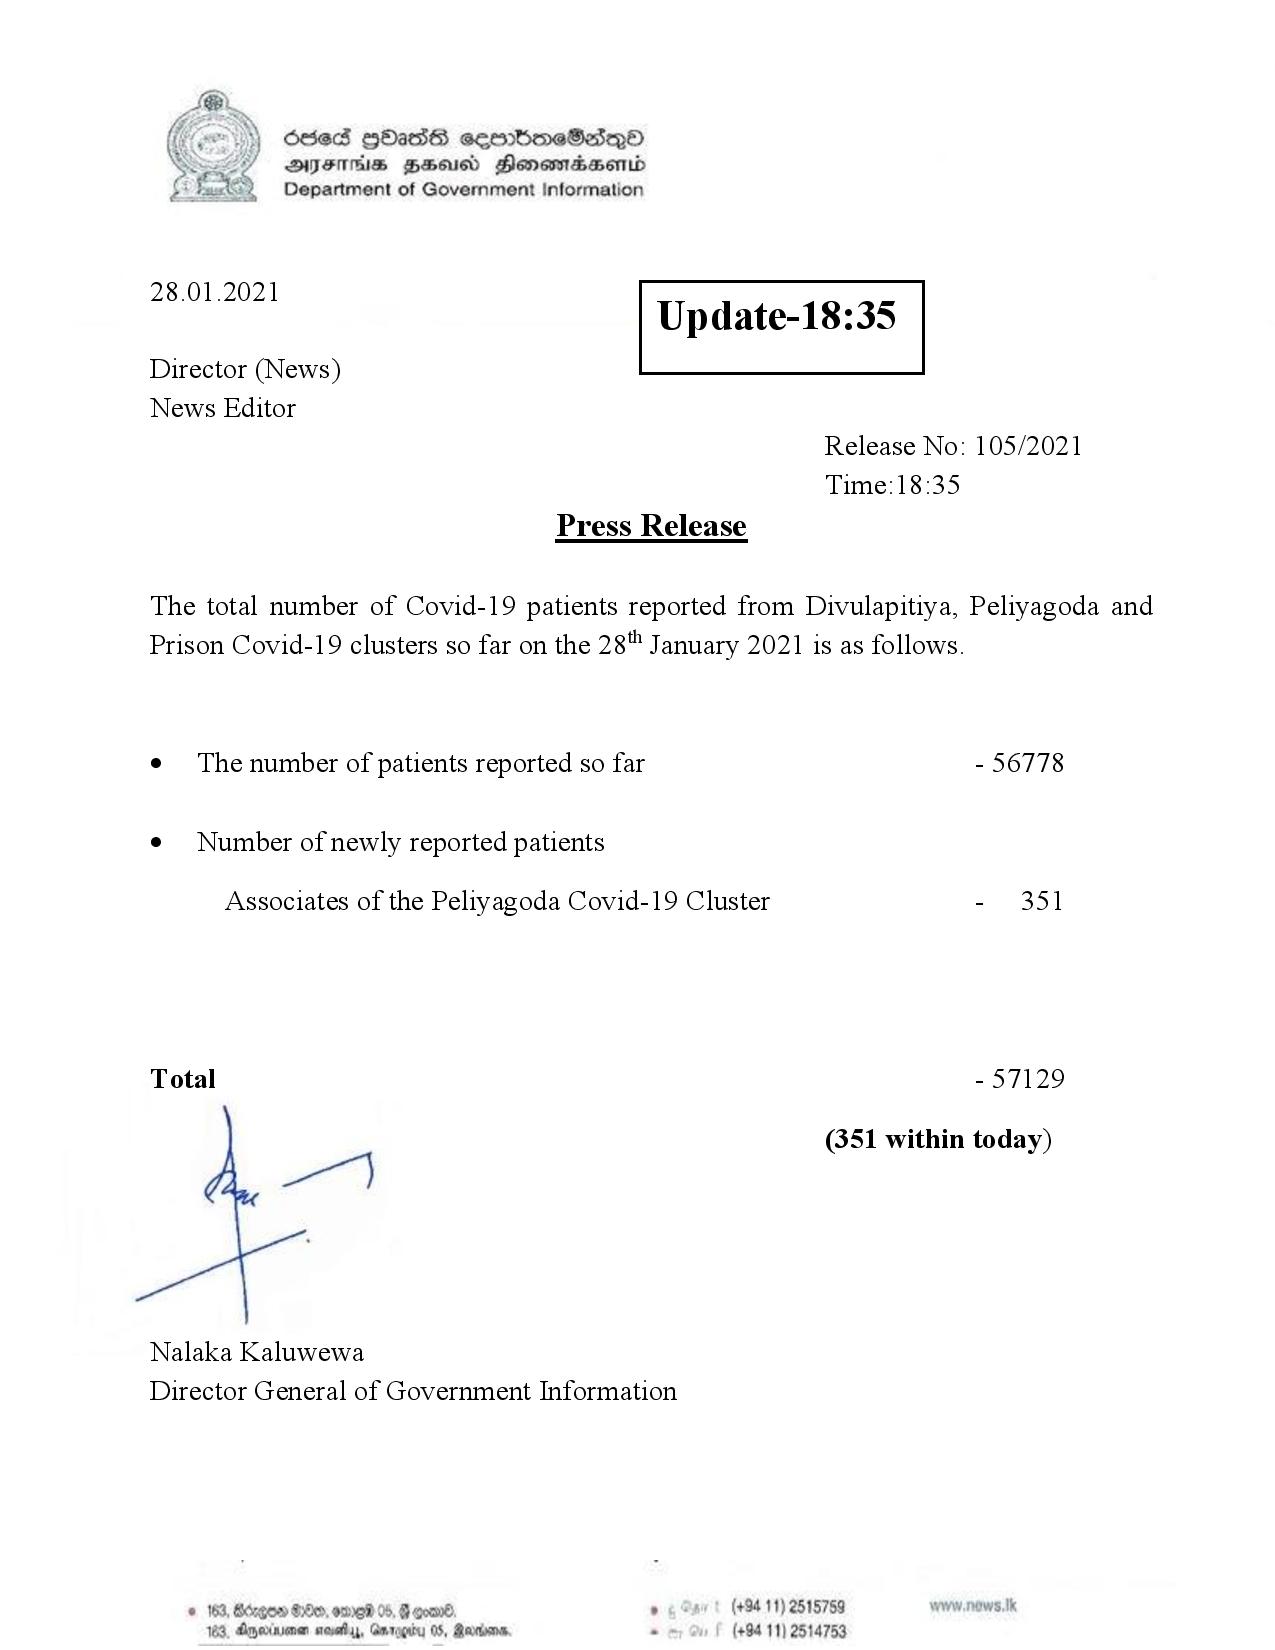 රජයේ ප්‍රවෘත්ති දෙපාර්තමේන්තුව
அரசாங்க தகவல் திணைக்களம்
Department of Government Information
28.01.2021
Update-18:35
Director (News)
News Editor
Release No: 105/2021
Time:18:35
Press Release
The total number of Covid-19 patients reported from Divulapitiya, Peliyagoda and
Prison Covid-19 clusters so far on the 28th January 2021 is as follows.
• The number of patients reported so far - 56778
• Number of newly reported patients
Associates of the Peliyagoda Covid-19 Cluster - 351
Total - 57129
(351 within today)
Nalaka Kaluwewa
Director General of Government Information
163, කිරුලපන මාවත, කොළඹ 05, ශ්‍රී ලංකාව.
163, கிருலப்பனை எவனியூ, கொழும்பு 05, இலங்கை.
(+94 11) 2515759
(+94 11) 2514753
www.news.lk